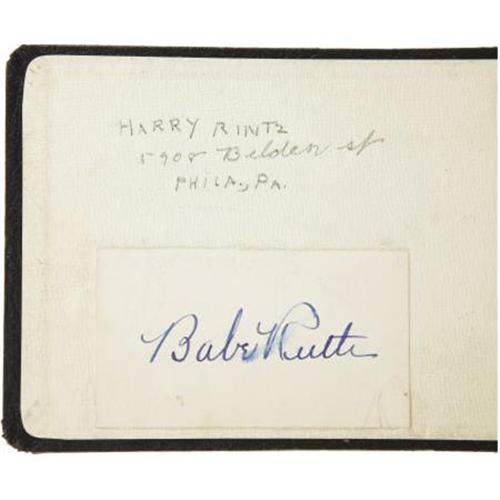 HARRY RINTZ
5908 Belden st
PHILA., PA.
Babe Ruth